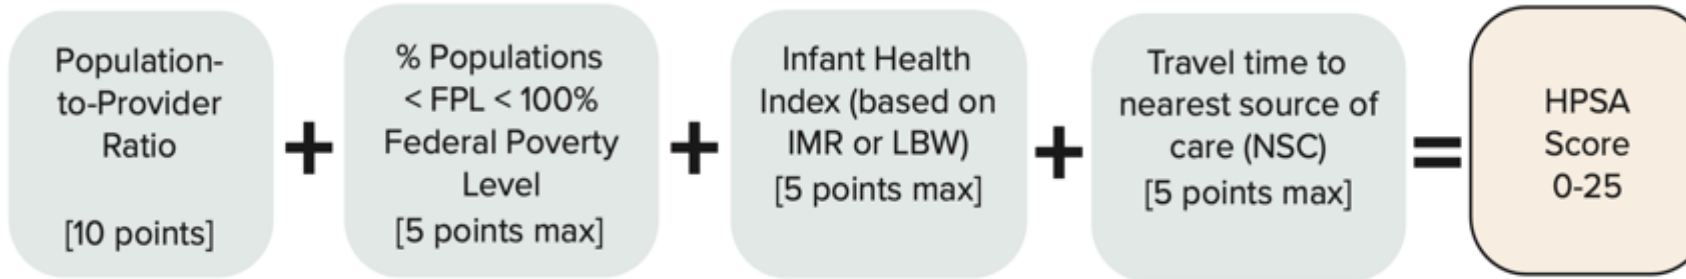 Population-
to-Provider
Ratio
[10 points]
+
% Populations
< FPL < 100%
Federal Poverty
Level
[5 points max]
+
Infant Health
Index (based on
IMR or LBW)
[5 points max]
+
Travel time to
nearest source of
care (NSC)
[5 points max]
=
HPSA
Score
0-25